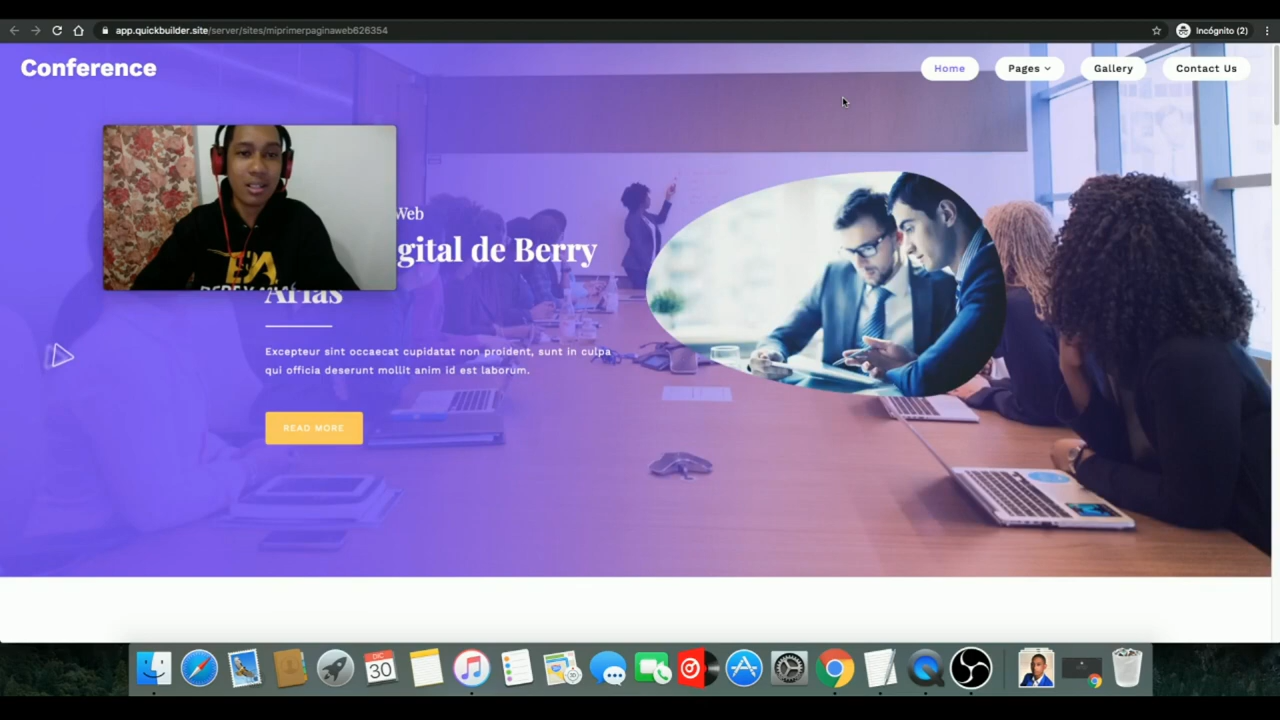 app.quickbuilder.site/server/sites/miprimerpaginaweb626354
Incógnito (2)
Conference
Home
Pages
Gallery
Contact Us
Web
gital de Berry
Arias
Excepteur sint occaecat cupidatat non proident, sunt in culpa
qui officia deserunt mollit anim id est laborum.
READ MORE
DIC
30